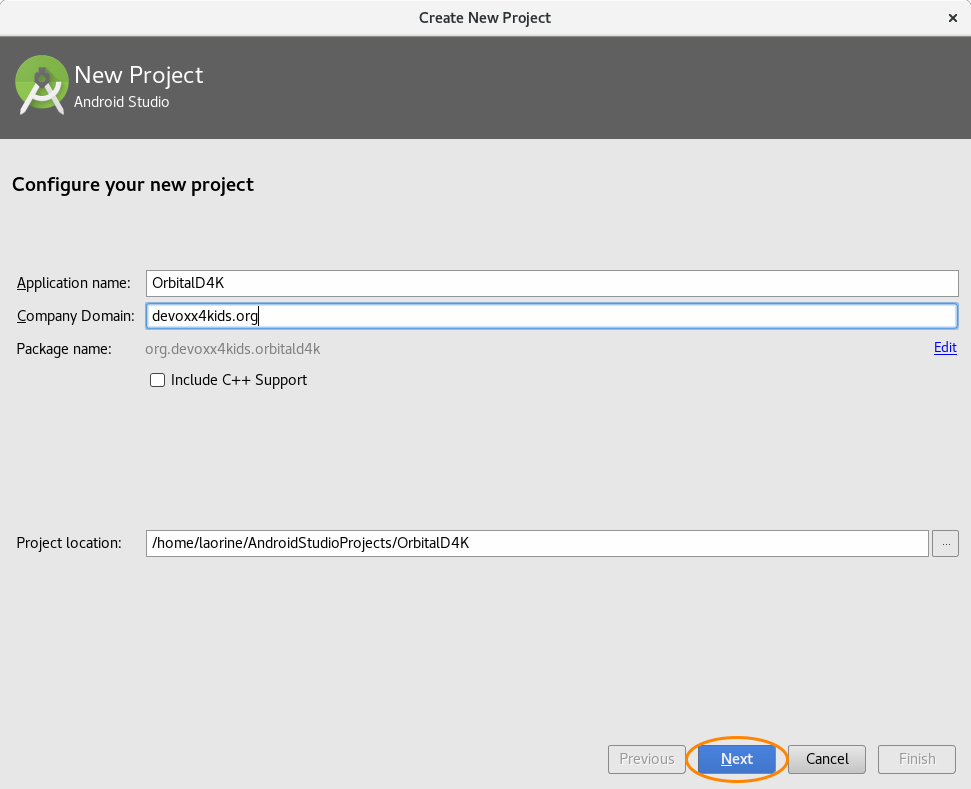 Create New Project ×
New Project
Android Studio
Configure your new project
Application name: OrbitalD4K
Company Domain: devoxx4kids.org
Package name: org.devoxx4kids.orbitald4k Edit
Include C++ Support
Project location: /home/laorine/AndroidStudioProjects/OrbitalD4K ...
Previous Next Cancel Finish